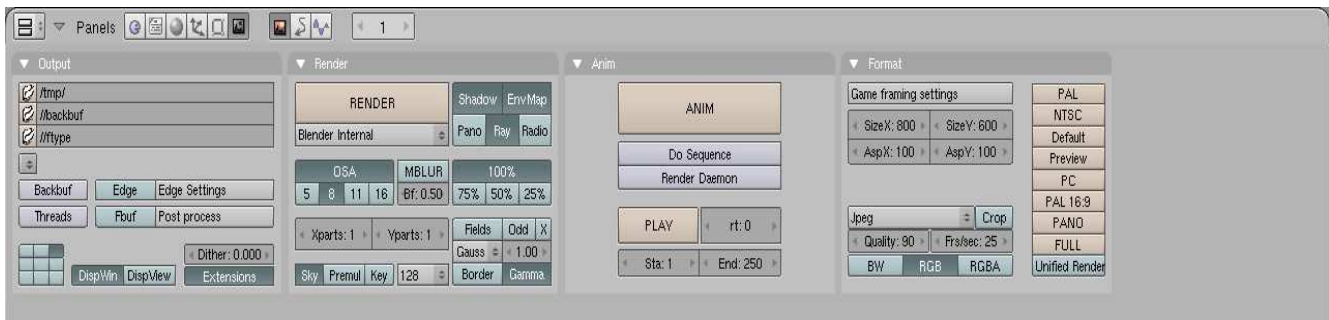 Panels 1
Output
/tmp/
//backbuf
//ftype
Backbuf Edge Edge Settings
Threads Fbuf Post process
Dither: 0.000
DispWin DispView Extensions
Render
RENDER
Shadow EnvMap
Blender Internal
Pano Ray Radio
OSA MBLUR 100%
5 8 11 16 Bf: 0.50 75% 50% 25%
Xparts: 1 Yparts: 1 Fields Odd X
Gauss 1.00
Sky Premul Key 128 Border Gamma
Anim
ANIM
Do Sequence
Render Daemon
PLAY rt: 0
Sta: 1 End: 250
Format
Game framing settings
SizeX: 800 SizeY: 600
AspX: 100 AspY: 100
Jpeg Crop
Quality: 90 Frs/sec: 25
BW RGB RGBA
PAL
NTSC
Default
Preview
PC
PAL 16:9
PANO
FULL
Unified Render